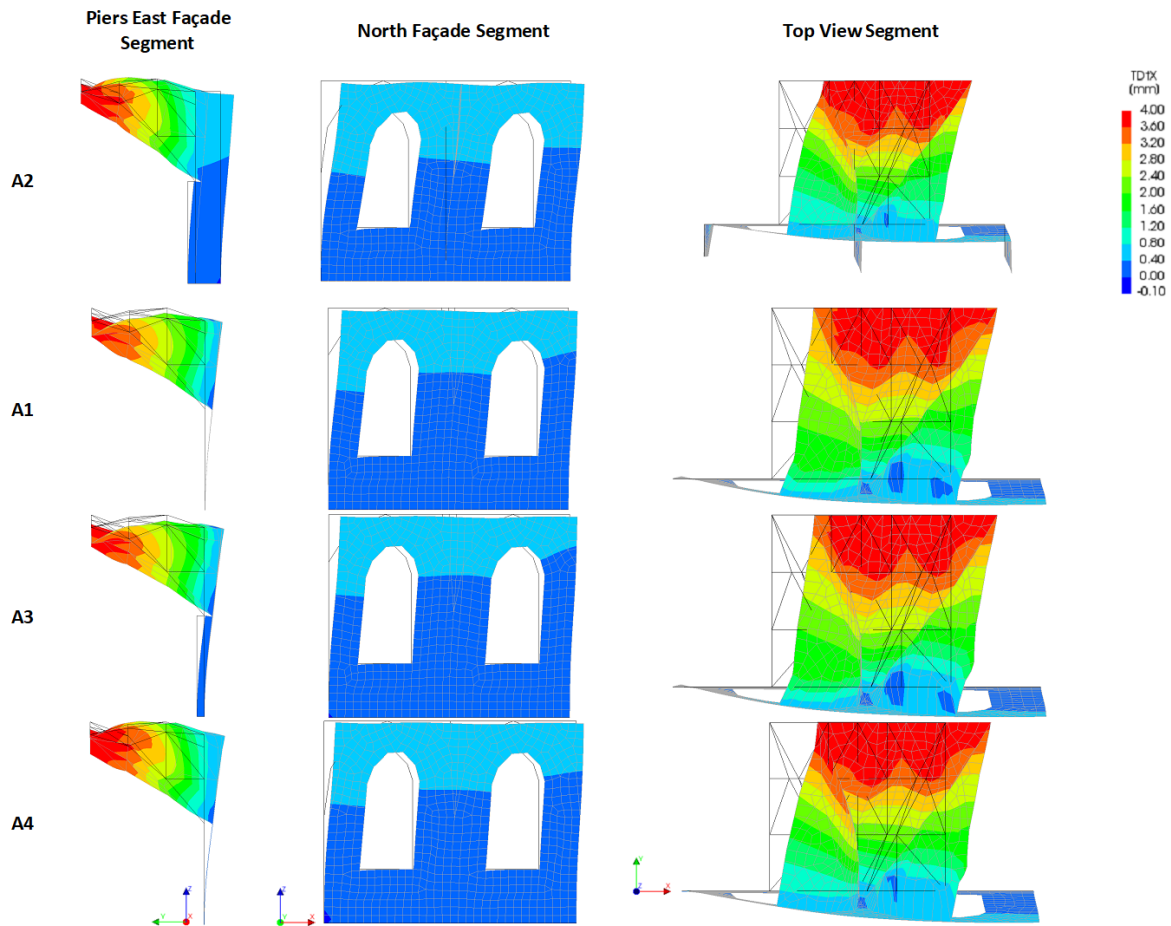 Piers East Façade
Segment
North Façade Segment
Top View Segment
TDtX
(mm)
4.00
3.60
3.20
2.80
2.40
2.00
1.60
1.20
0.80
0.40
0.00
-0.10
A2
A1
A3
A4
Z
Y
X
Z
Y
X
Y
Z
X